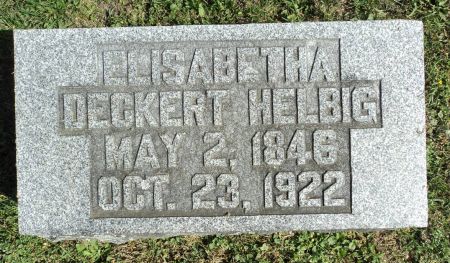 ELISABETHA
DECKERT HELBIG
MAY 2, 1846
OCT. 23, 1922